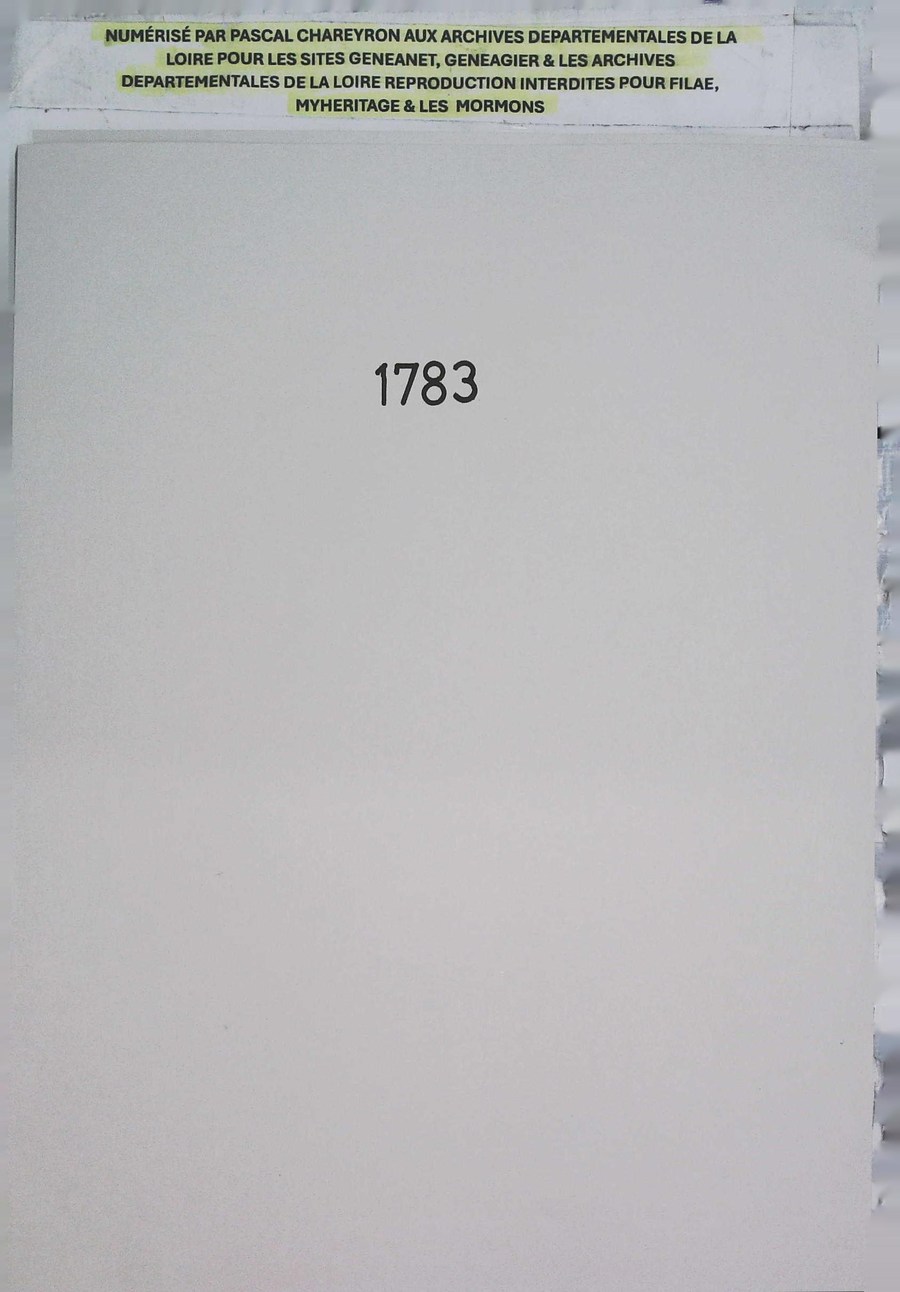 NUMÉRISÉ PAR PASCAL CHAREYRON AUX ARCHIVES DEPARTEMENTALES DE LA
LOIRE POUR LES SITES GENEANET, GENEAGIER & LES ARCHIVES
DEPARTEMENTALES DE LA LOIRE REPRODUCTION INTERDITES POUR FILAE,
MYHERITAGE & LES MORMONS
1783